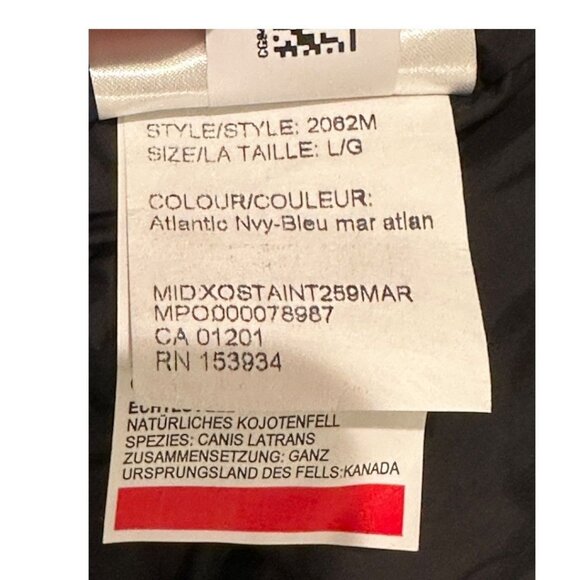 STYLE/STYLE: 2062M
SIZE/LA TAILLE: L/G
COLOUR/COULEUR:
Atlantic Nvy-Bleu mar atlan
MIDXOSTAINT259MAR
MPO000078987
CA 01201
RN 153934
NATÜRLICHES KOJOTENFELL
SPEZIES: CANIS LATRANS
ZUSAMMENSETZUNG: GANZ
URSPRUNGSLAND DES FELLS:KANADA